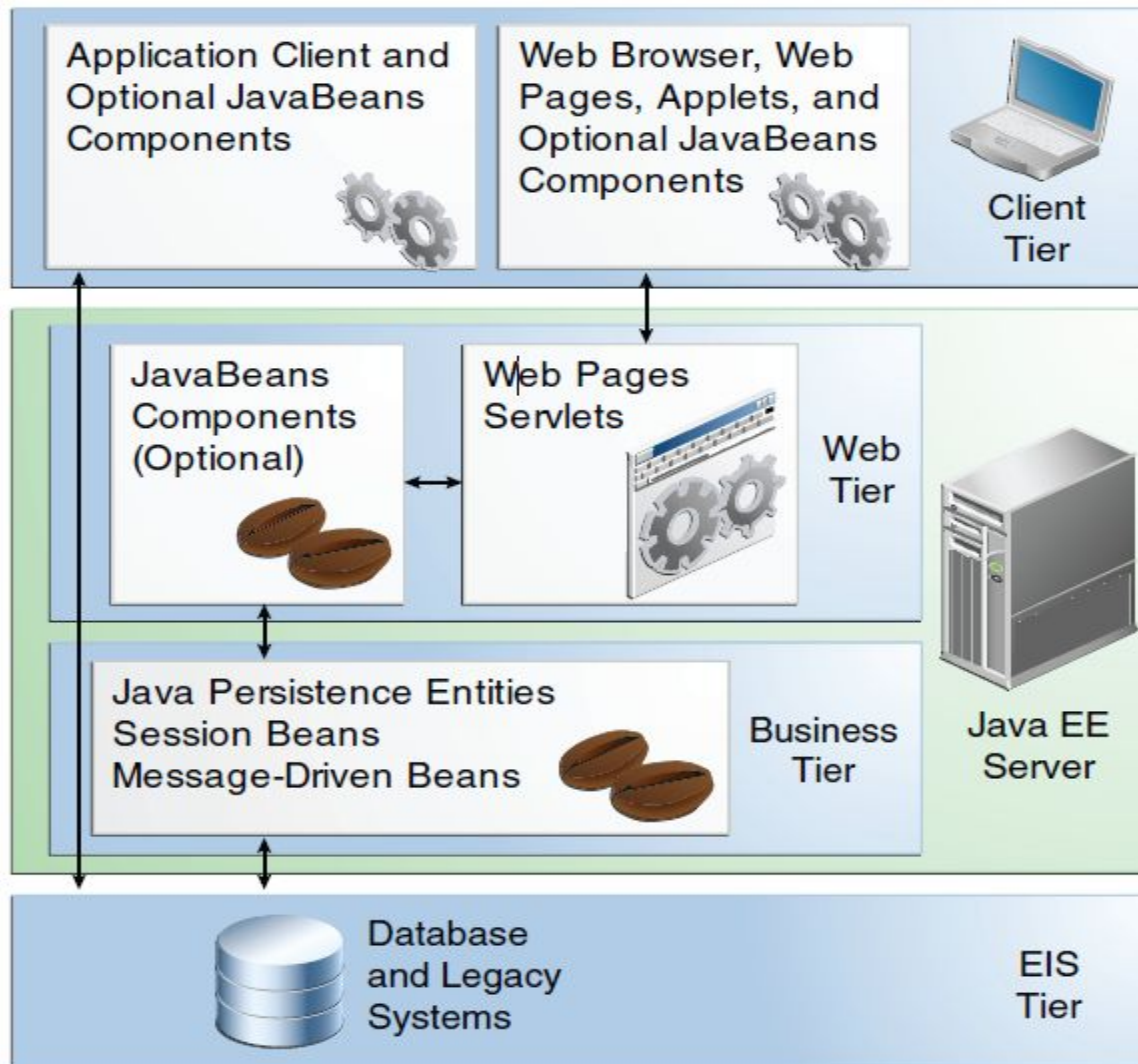 Application Client and
Optional JavaBeans
Components
Web Browser, Web
Pages, Applets, and
Optional JavaBeans
Components
Client
Tier
JavaBeans
Components
(Optional)
Web Pages
Servlets
Web
Tier
Java Persistence Entities
Session Beans
Message-Driven Beans
Business
Tier
Java EE
Server
Database
and Legacy
Systems
EIS
Tier